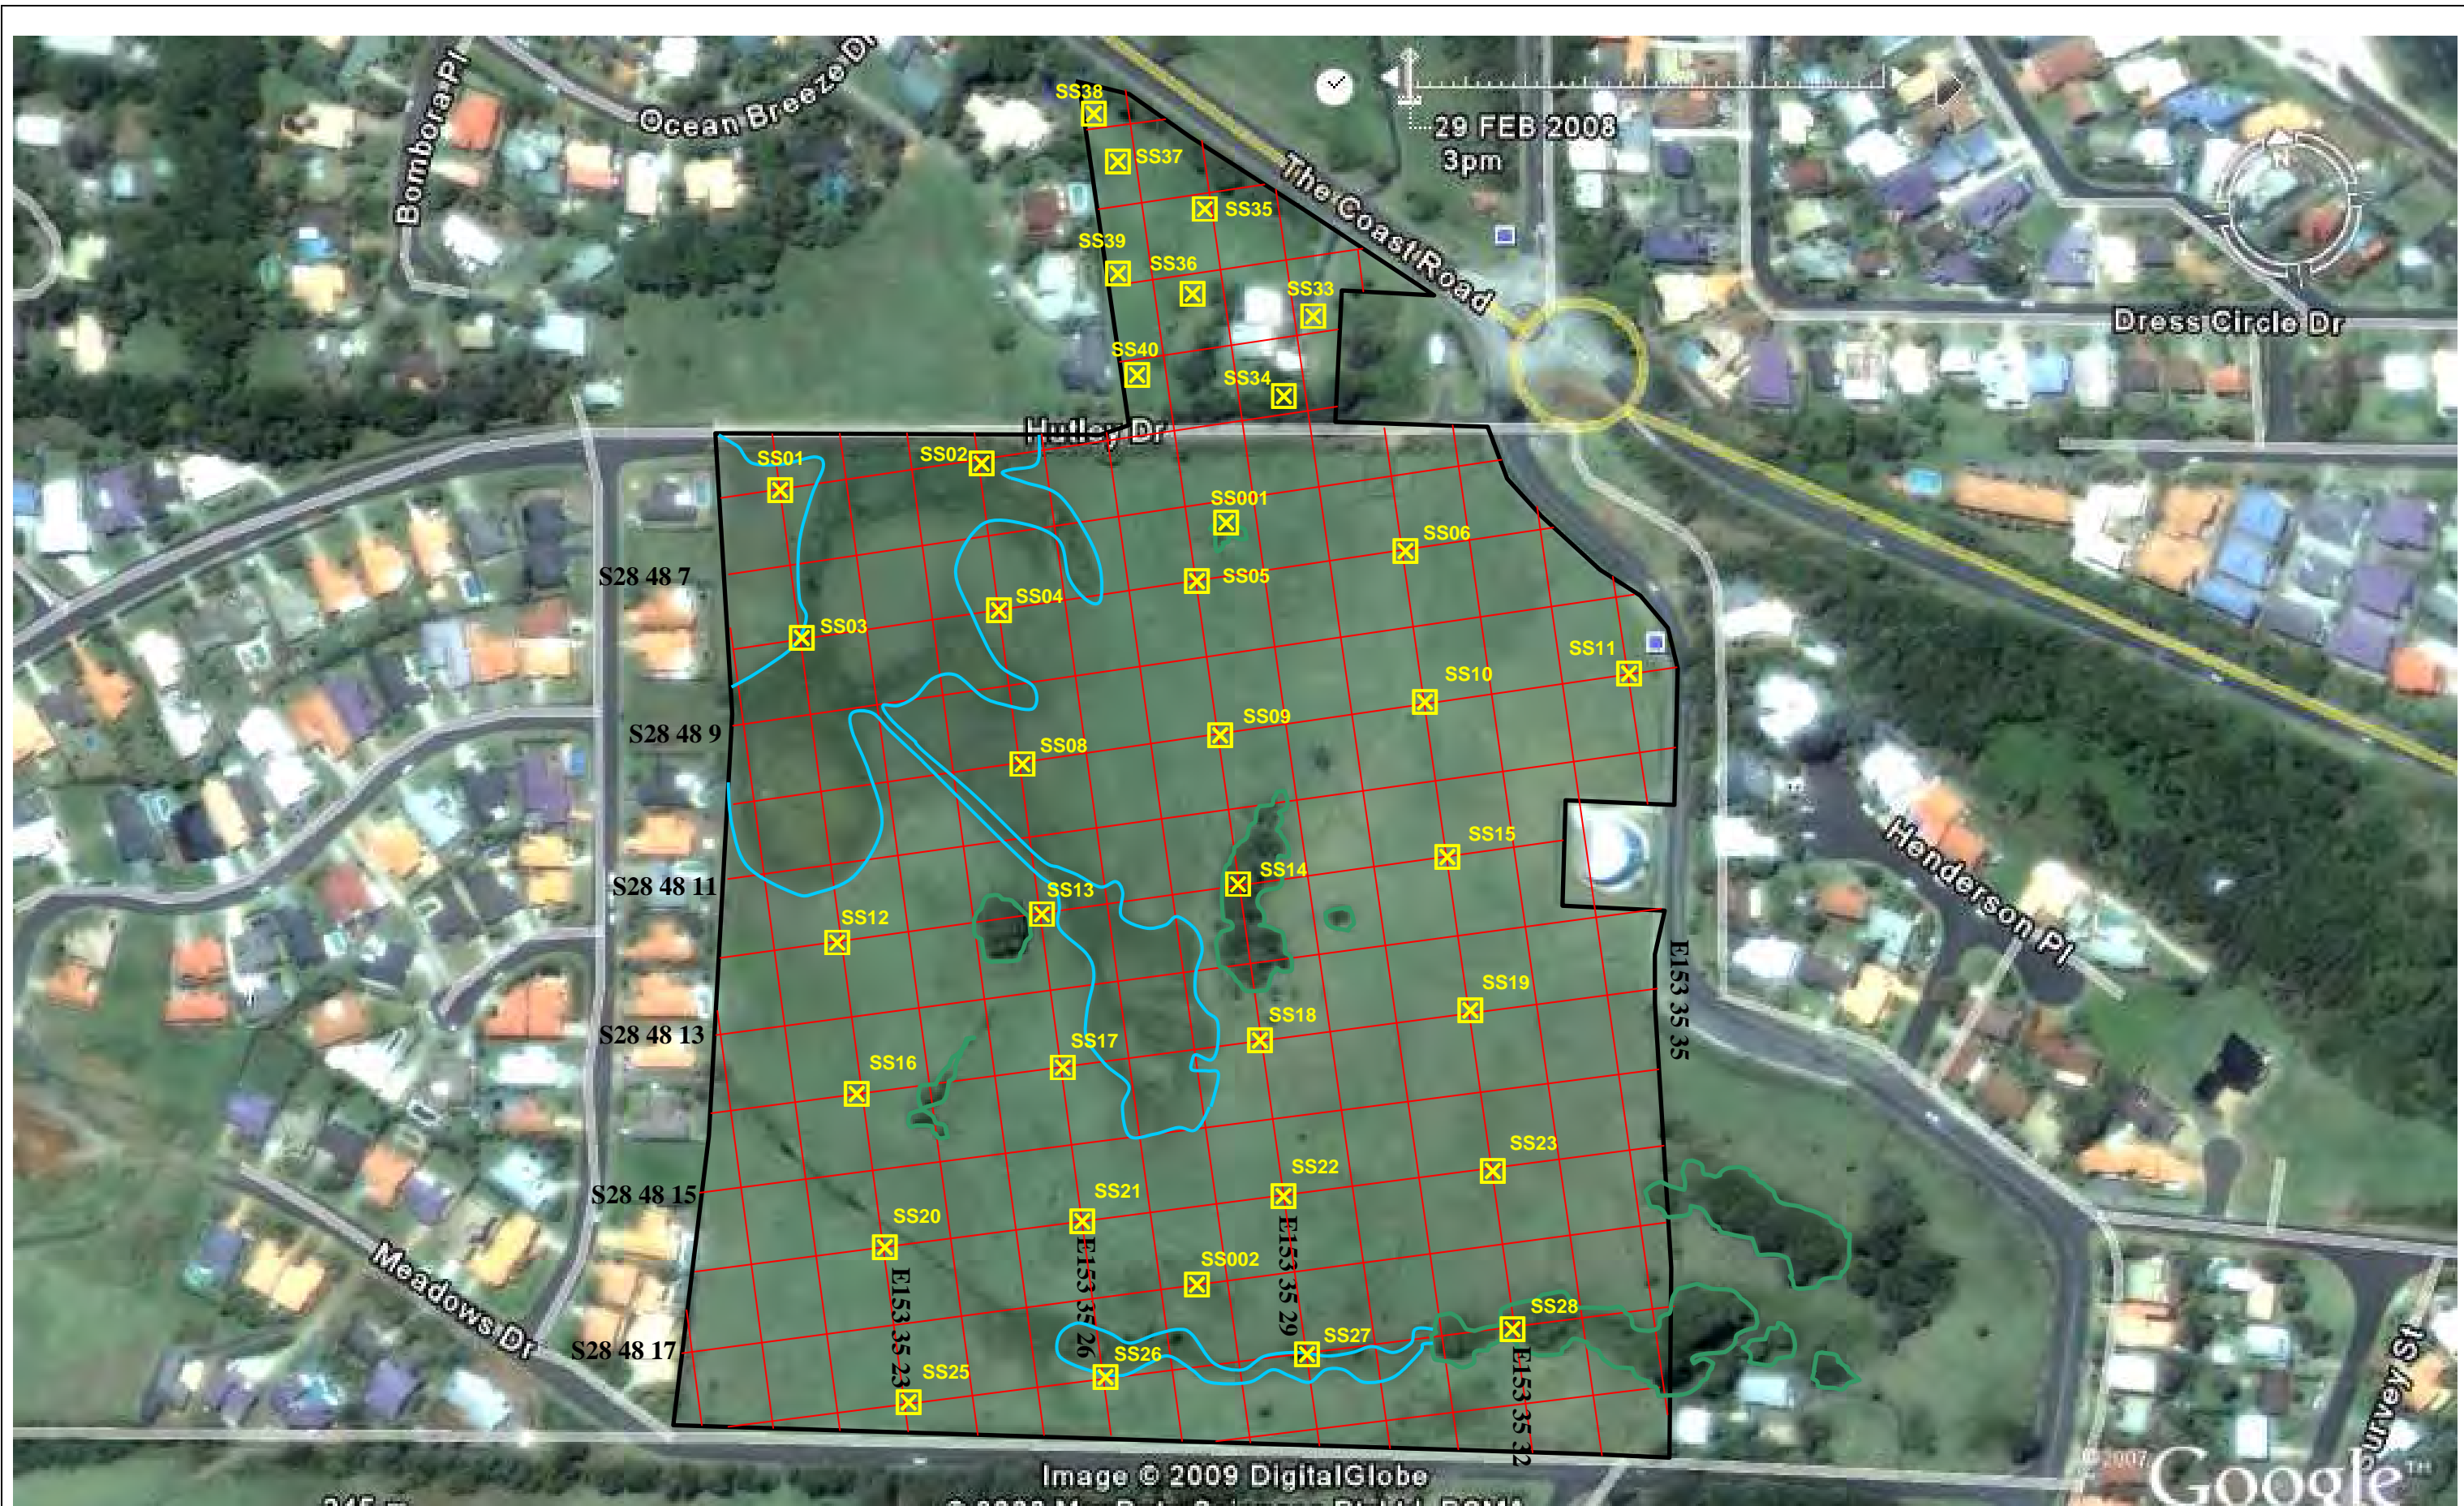 Bombora Pl
Ocean Breeze Dr
The Coast Road
29 FEB 2008
3pm
N
Dress Circle Dr
Hutley Dr
SS38
SS37
SS35
SS39
SS36
SS33
SS40
SS34
SS01
SS02
SS001
SS06
S28 48 7
SS05
SS04
SS03
SS11
SS10
SS09
S28 48 9
SS08
SS15
Henderson Pl
SS14
S28 48 11
SS13
SS12
E153 35 35
SS19
SS18
S28 48 13
SS17
SS16
SS23
SS22
S28 48 15
SS21
SS20
Meadows Dr
E153 35 23
E153 35 26
SS002
E153 35 29
SS28
SS27
S28 48 17
SS26
SS25
E153 35 32
Survey St
Image © 2009 DigitalGlobe
©2007 Google™